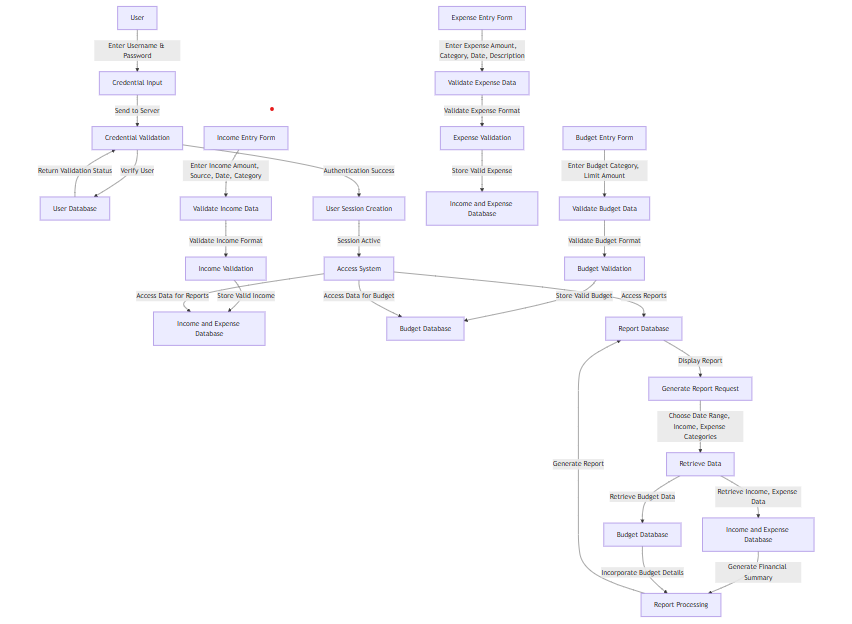 User
Expense Entry Form
Enter Username &
Password
Enter Expense Amount,
Category, Date, Description
Credential Input
Validate Expense Data
Send to Server
Validate Expense Format
Credential Validation
Income Entry Form
Expense Validation
Budget Entry Form
Return Validation Status
Verify User
Enter Income Amount,
Source, Date, Category
Authentication Success
Store Valid Expense
Enter Budget Category,
Limit Amount
User Database
Validate Income Data
User Session Creation
Income and Expense
Database
Validate Budget Data
Validate Income Format
Session Active
Validate Budget Format
Income Validation
Access System
Budget Validation
Access Data for Reports
Store Valid Income
Access Data for Budget
Store Valid Budget
Access Reports
Income and Expense
Database
Budget Database
Report Database
Display Report
Generate Report Request
Choose Date Range,
Income, Expense
Categories
Generate Report
Retrieve Data
Retrieve Budget Data
Retrieve Income, Expense
Data
Budget Database
Income and Expense
Database
Incorporate Budget Details
Generate Financial
Summary
Report Processing